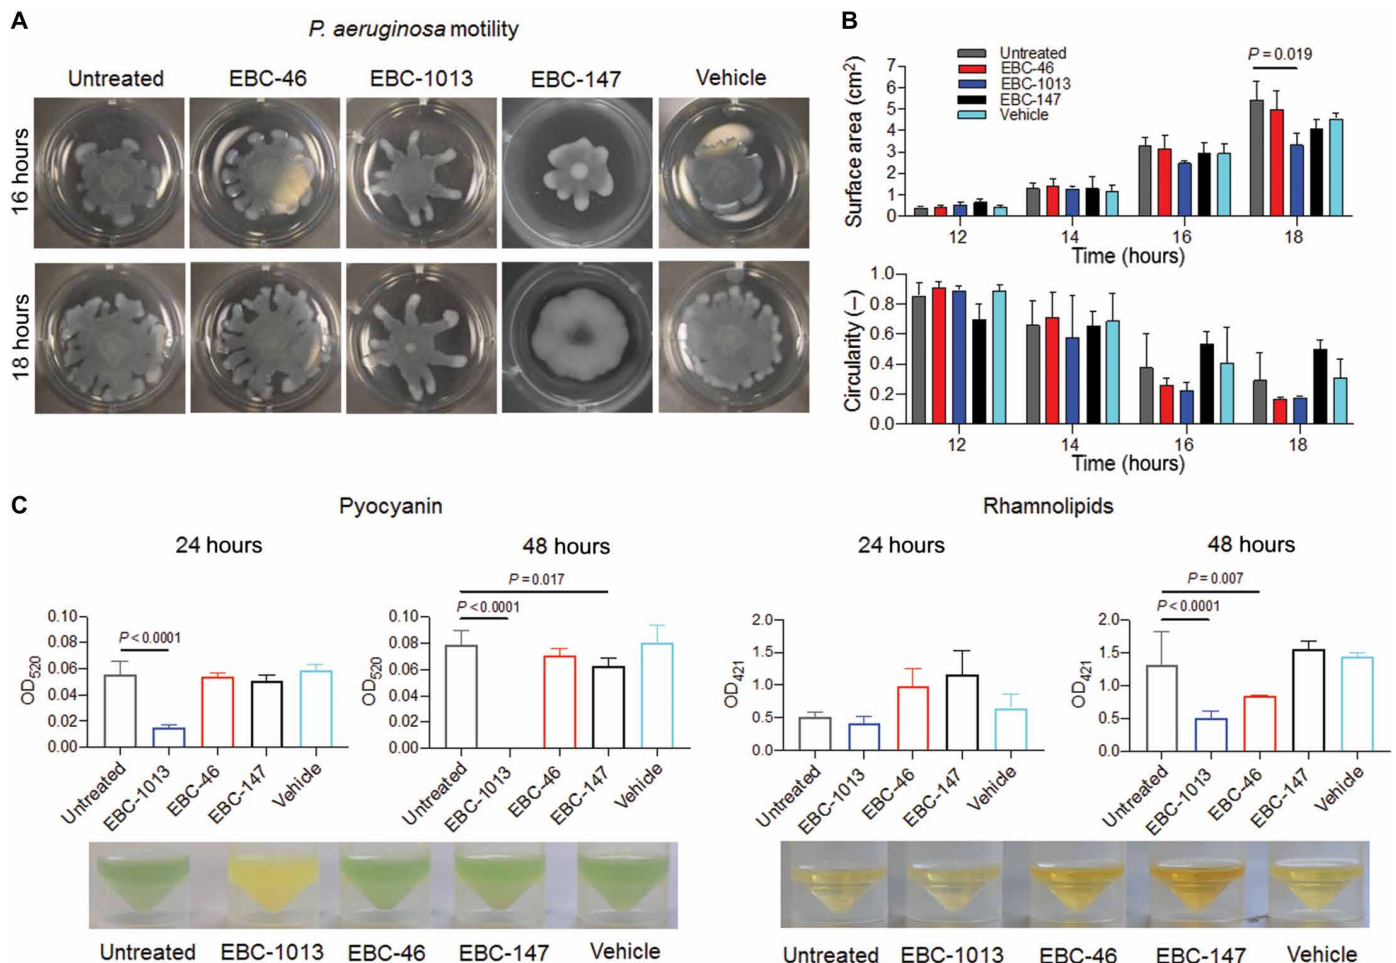 A
P. aeruginosa motility
Untreated EBC-46 EBC-1013 EBC-147 Vehicle
16 hours
18 hours
B
Untreated
EBC-46
EBC-1013
EBC-147
Vehicle
P = 0.019
Surface area (cm²)
7
6
5
4
3
2
1
0
12 14 16 18
Time (hours)
Circularity (–)
1.0
0.8
0.6
0.4
0.2
0.0
12 14 16 18
Time (hours)
C
Pyocyanin
24 hours
OD520
0.10
0.08
0.06
0.04
0.02
0.00
P < 0.0001
Untreated EBC-1013 EBC-46 EBC-147 Vehicle
48 hours
OD520
0.10
0.08
0.06
0.04
0.02
0.00
P = 0.017
P < 0.0001
Untreated EBC-1013 EBC-46 EBC-147 Vehicle
Untreated EBC-1013 EBC-46 EBC-147 Vehicle
Rhamnolipids
24 hours
OD421
2.0
1.5
1.0
0.5
0.0
Untreated EBC-1013 EBC-46 EBC-147 Vehicle
48 hours
OD421
2.0
1.5
1.0
0.5
0.0
P = 0.007
P < 0.0001
Untreated EBC-1013 EBC-46 EBC-147 Vehicle
Untreated EBC-1013 EBC-46 EBC-147 Vehicle